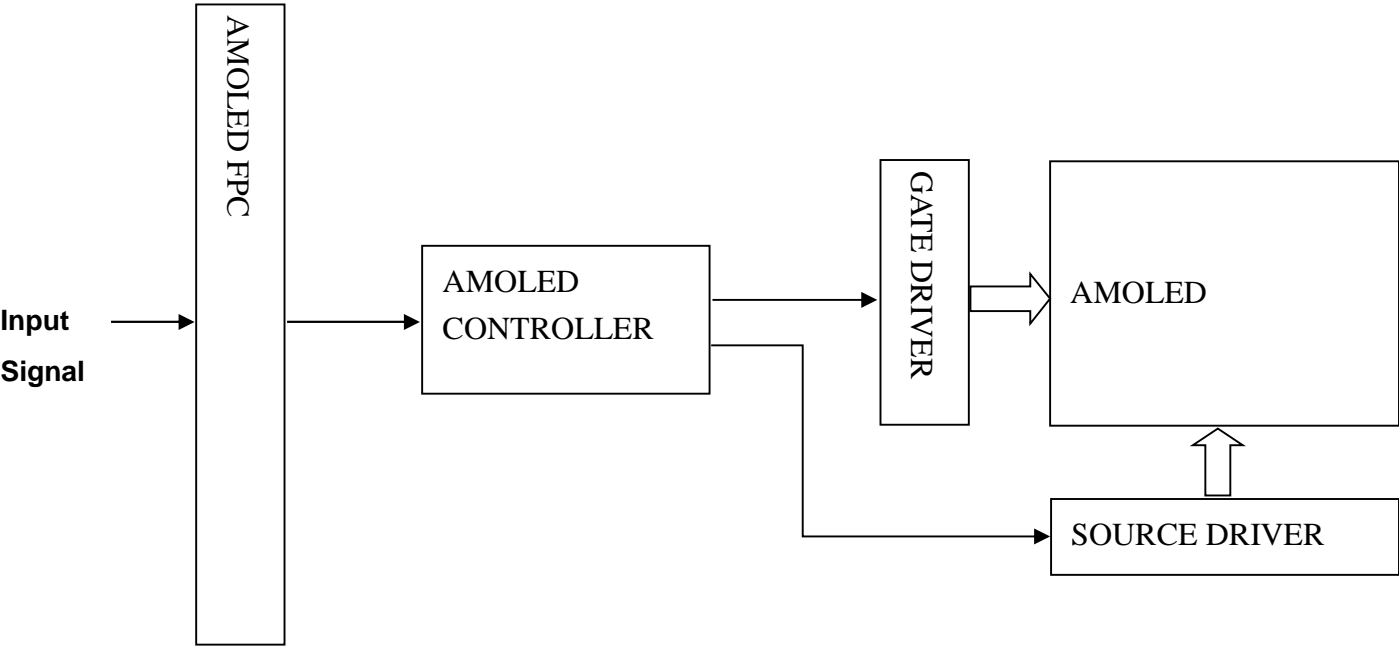 Input
Signal
AMOLED FPC
AMOLED
CONTROLLER
GATE DRIVER
AMOLED
SOURCE DRIVER